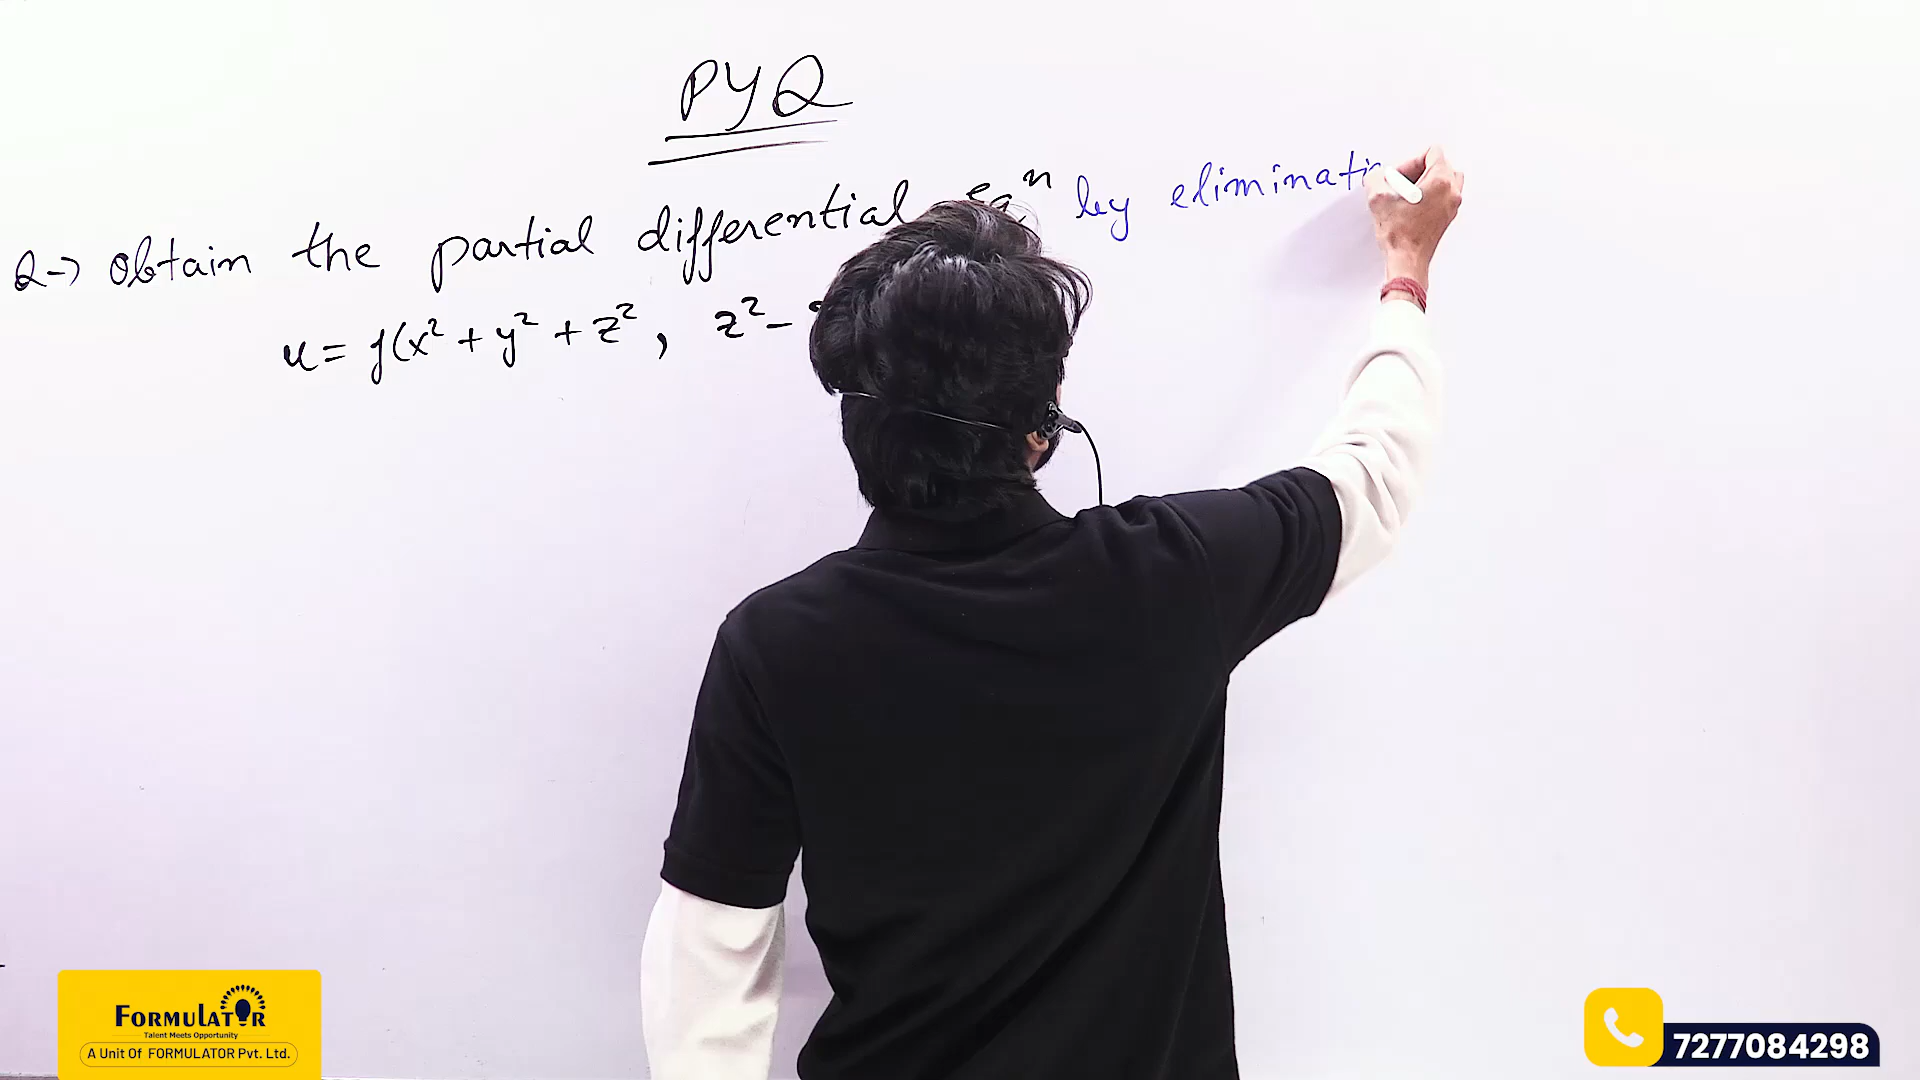 PYQ
Q→ Obtain the partial differential eqⁿ by eliminati
u = f(x² + y² + z² , z² -
FORMULATOR
Talent Meets Opportunity
A Unit Of FORMULATOR Pvt. Ltd.
7277084298